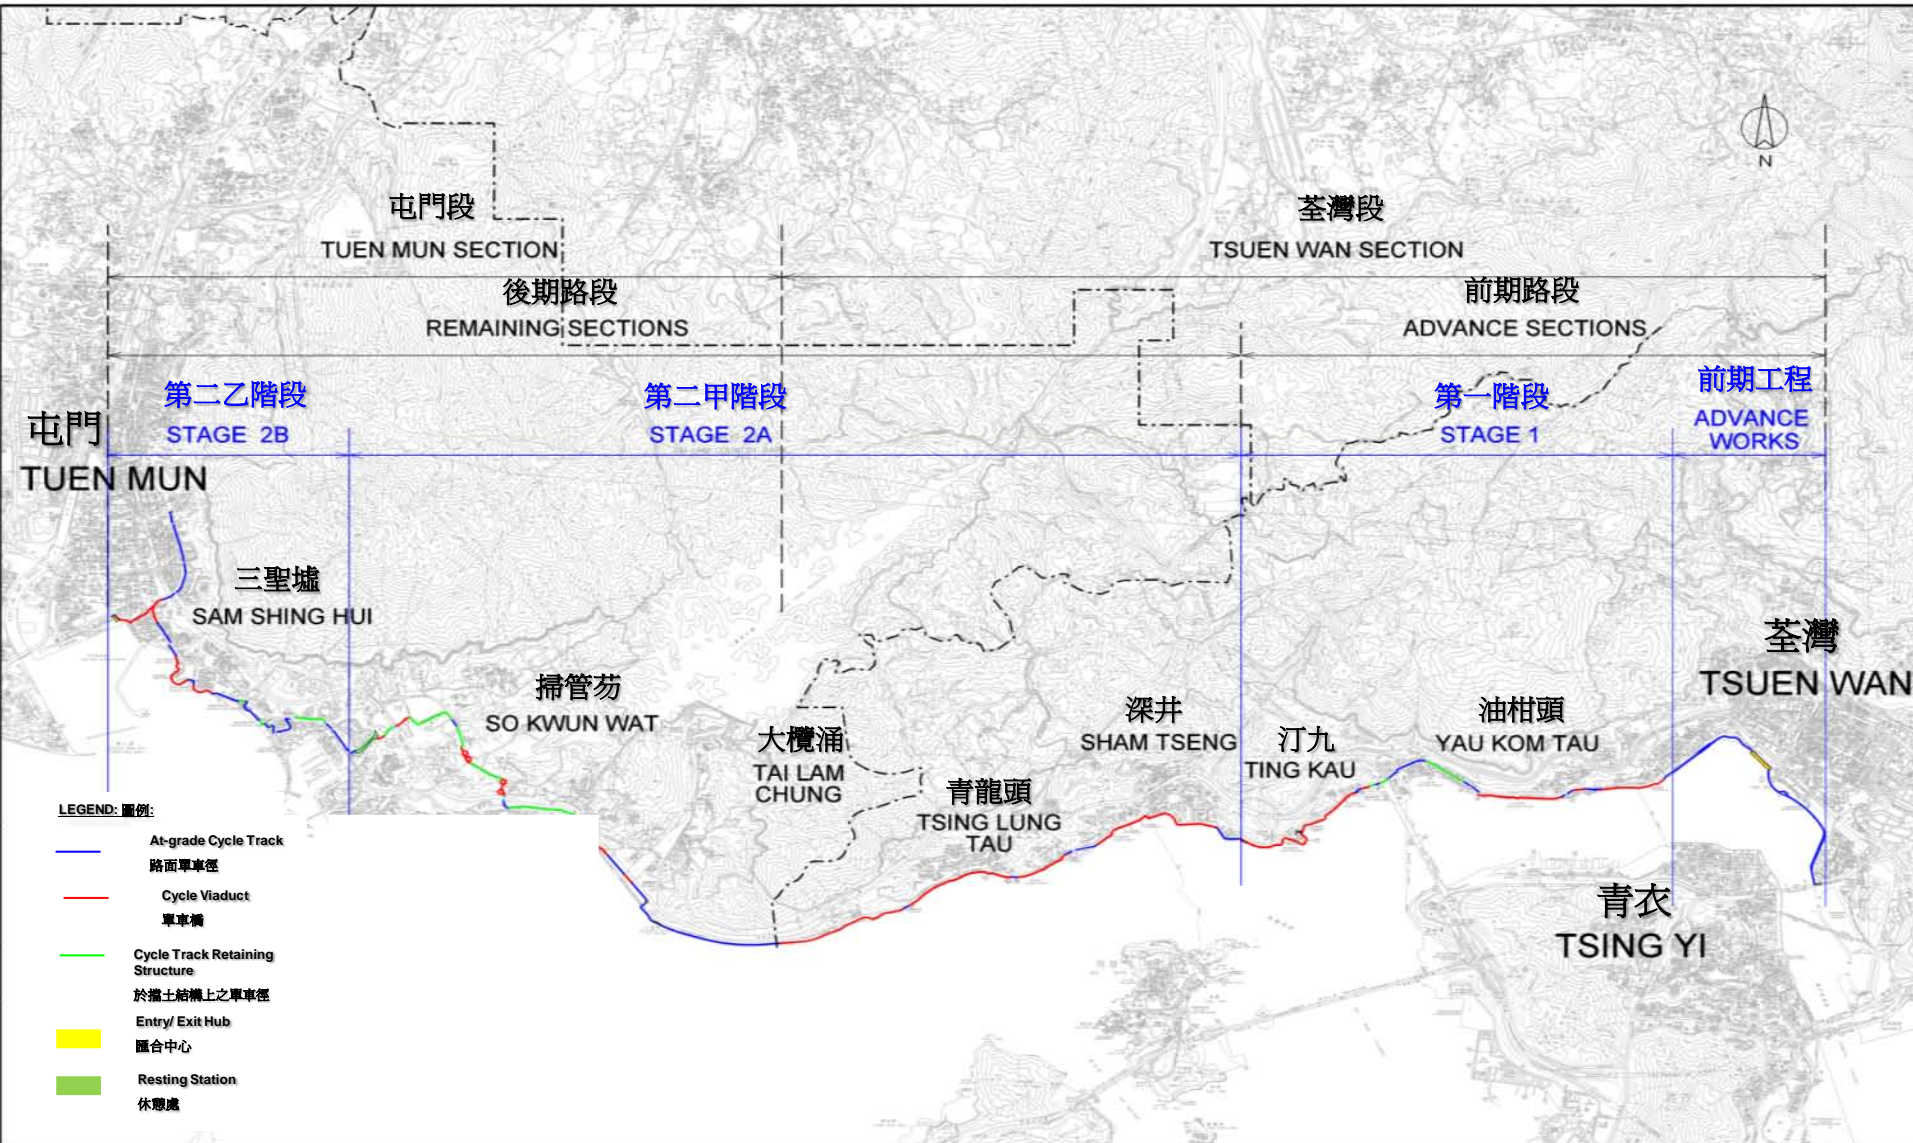 N
屯門段
TUEN MUN SECTION
荃灣段
TSUEN WAN SECTION
後期路段
REMAINING SECTIONS
前期路段
ADVANCE SECTIONS
第二乙階段
STAGE 2B
第二甲階段
STAGE 2A
第一階段
STAGE 1
前期工程
ADVANCE
WORKS
屯門
TUEN MUN
三聖墟
SAM SHING HUI
掃管芴
SO KWUN WAT
大欖涌
TAI LAM
CHUNG
青龍頭
TSING LUNG
TAU
深井
SHAM TSENG
汀九
TING KAU
油柑頭
YAU KOM TAU
荃灣
TSUEN WAN
青衣
TSING YI
LEGEND: 圖例:
At-grade Cycle Track
路面單車徑
Cycle Viaduct
單車橋
Cycle Track Retaining
Structure
於擋土結構上之單車徑
Entry/ Exit Hub
匯合中心
Resting Station
休憩處